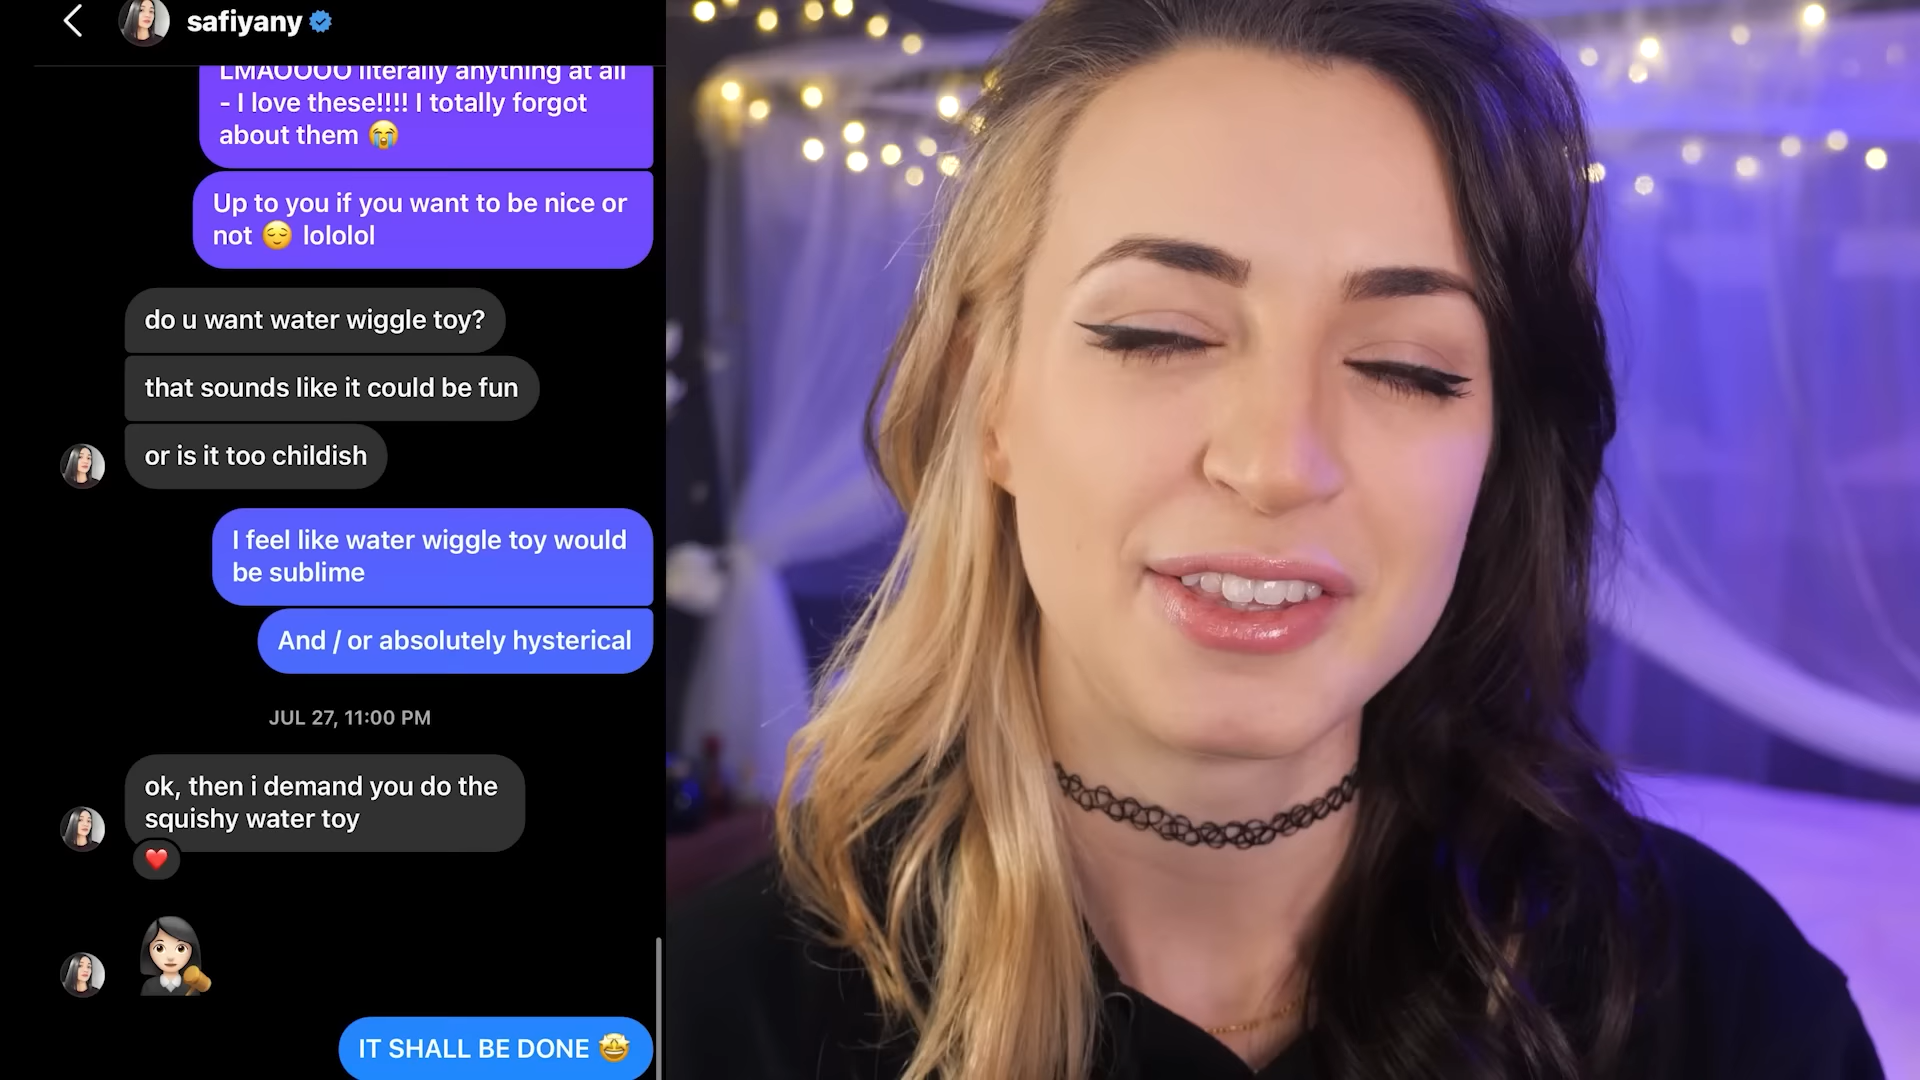 safiyany
LMAOOOO literally anything at all
- I love these!!!! I totally forgot
about them 😭
Up to you if you want to be nice or
not 😌 lololol
do u want water wiggle toy?
that sounds like it could be fun
or is it too childish
I feel like water wiggle toy would
be sublime
And / or absolutely hysterical
JUL 27, 11:00 PM
ok, then i demand you do the
squishy water toy
IT SHALL BE DONE 🤩